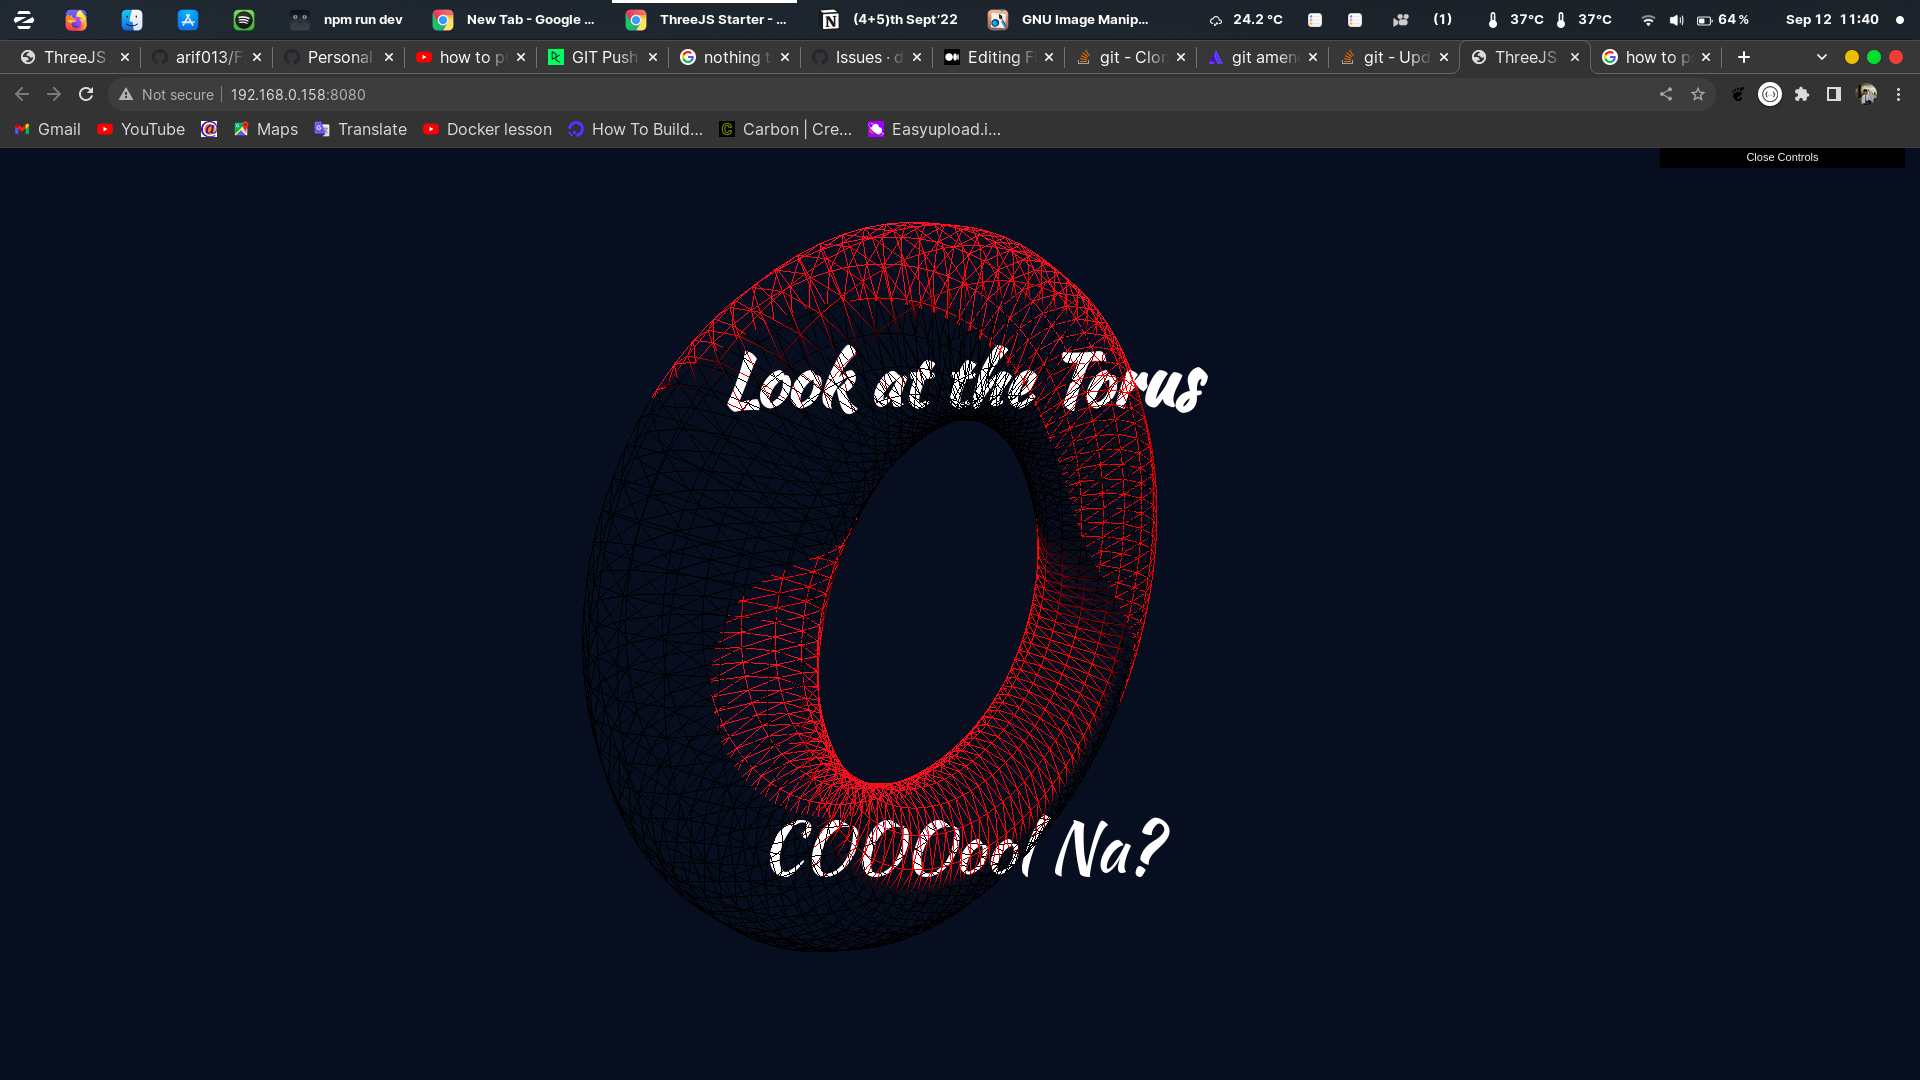 npm run dev New Tab - Google ... ThreeJS Starter - ... (4+5)th Sept'22 GNU Image Manip... 24.2 °C (1) 37°C 37°C 64% Sep 12 11:40
ThreeJS arif013/F Personal how to p GIT Push nothing t Issues · d Editing Fi git - Clon git amen git - Upd ThreeJS how to p
Not secure 192.168.0.158:8080
Gmail YouTube Maps Translate Docker lesson How To Build... Carbon | Cre... Easyupload.i...
Close Controls
Look at the Torus
COOOool Na?